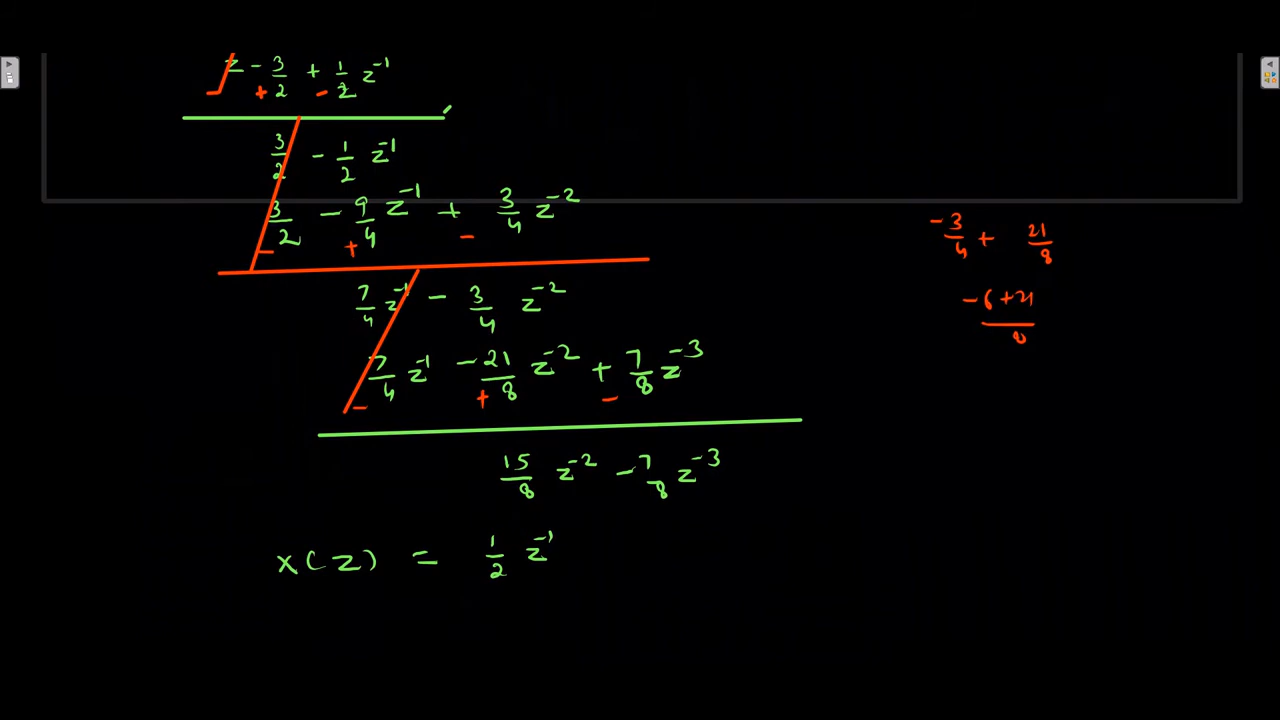 z - 3/2 + 1/2 z⁻¹
+ -
3/2 - 1/2 z⁻¹
3/2 - 9/4 z⁻¹ + 3/4 z⁻²
- + -
7/4 z⁻¹ - 3/4 z⁻²
7/4 z⁻¹ - 21/8 z⁻² + 7/8 z⁻³
- + -
15/8 z⁻² - 7/8 z⁻³
x(z) = 1/2 z⁻¹
-3/4 + 21/8
-6+21/8